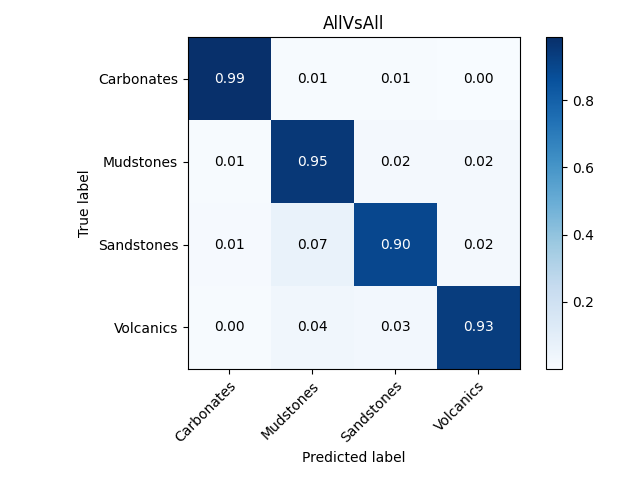 AllVsAll
Carbonates 0.99 0.01 0.01 0.00
0.8
Mudstones 0.01 0.95 0.02 0.02
0.6
True label
Sandstones 0.01 0.07 0.90 0.02
0.4
Volcanics 0.00 0.04 0.03 0.93
0.2
Carbonates Mudstones Sandstones Volcanics
Predicted label